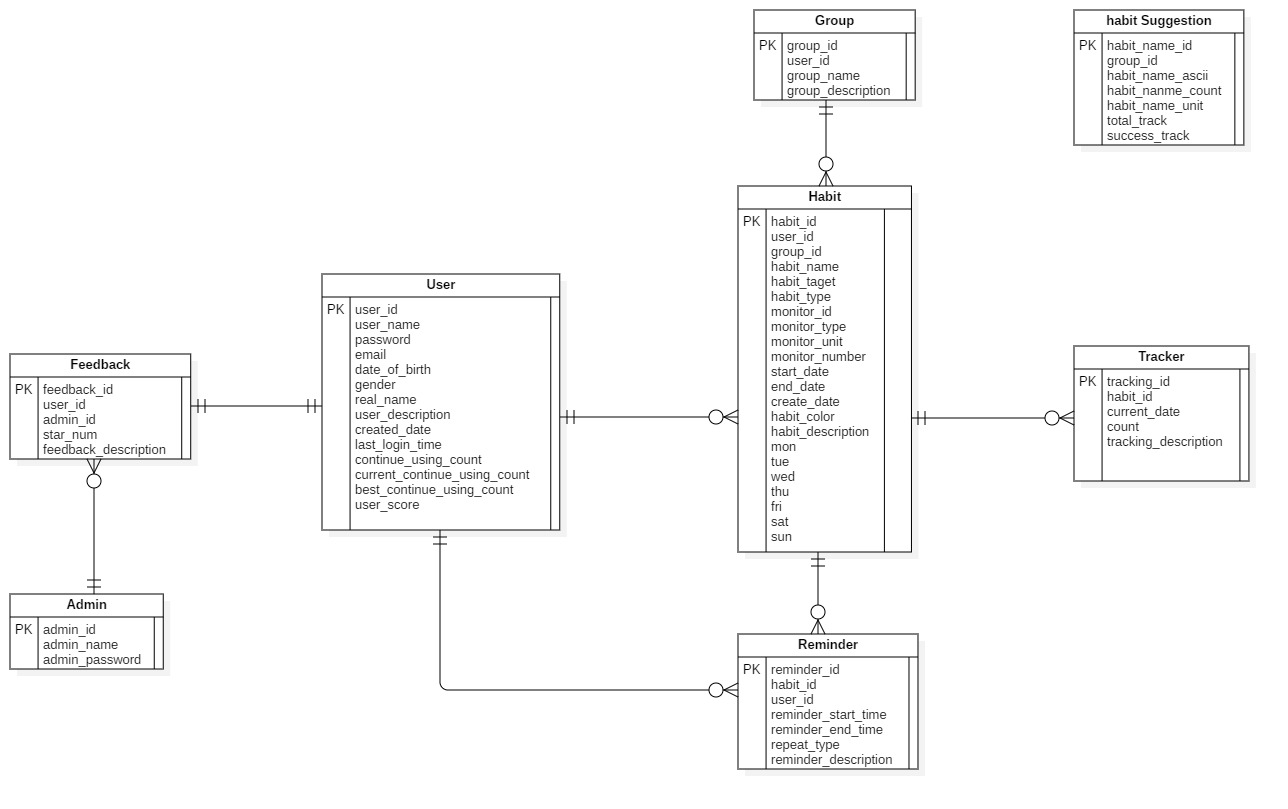 Group
PK group_id
user_id
group_name
group_description
habit Suggestion
PK habit_name_id
group_id
habit_name_ascii
habit_nanme_count
habit_name_unit
total_track
success_track
Habit
PK habit_id
user_id
group_id
habit_name
habit_taget
habit_type
monitor_id
monitor_type
monitor_unit
monitor_number
start_date
end_date
create_date
habit_color
habit_description
mon
tue
wed
thu
fri
sat
sun
User
PK user_id
user_name
password
email
date_of_birth
gender
real_name
user_description
created_date
last_login_time
continue_using_count
current_continue_using_count
best_continue_using_count
user_score
Feedback
PK feedback_id
user_id
admin_id
star_num
feedback_description
Tracker
PK tracking_id
habit_id
current_date
count
tracking_description
Admin
PK admin_id
admin_name
admin_password
Reminder
PK reminder_id
habit_id
user_id
reminder_start_time
reminder_end_time
repeat_type
reminder_description